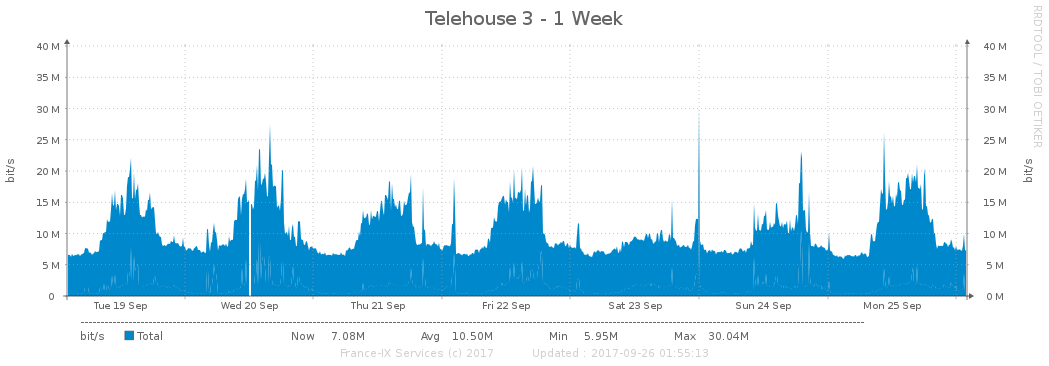 Telehouse 3 - 1 Week
RRDTOOL / TOBI OETIKER
bit/s
40 M 40 M
35 M 35 M
30 M 30 M
25 M 25 M
20 M 20 M
15 M 15 M
10 M 10 M
5 M 5 M
0 0 M
bit/s
Tue 19 Sep Wed 20 Sep Thu 21 Sep Fri 22 Sep Sat 23 Sep Sun 24 Sep Mon 25 Sep
bit/s Total Now 7.08M Avg 10.50M Min 5.95M Max 30.04M
France-IX Services (c) 2017 Updated : 2017-09-26 01:55:13